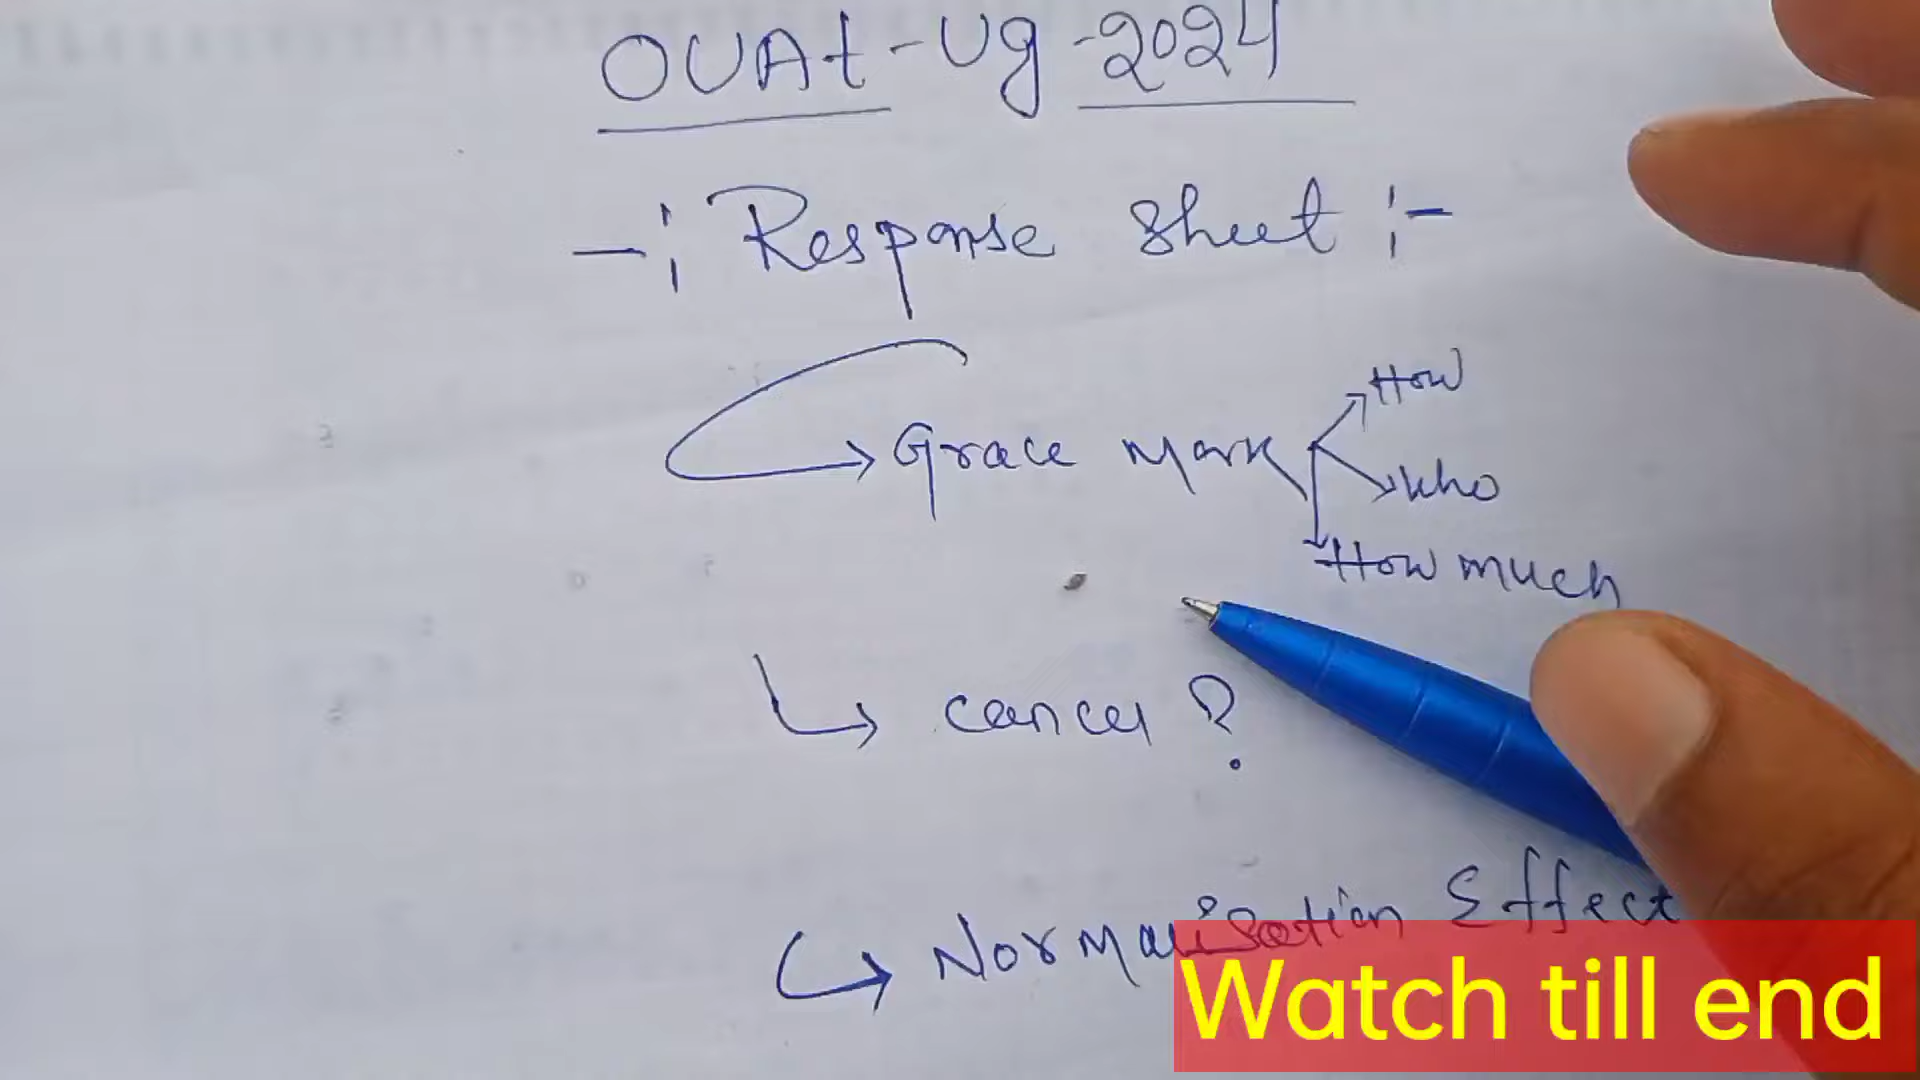 OUAt-Ug-2024
-: Response Sheet :-
Grace Mark
How
Who
How much
cancel ?
Normalisation Effect
Watch till end